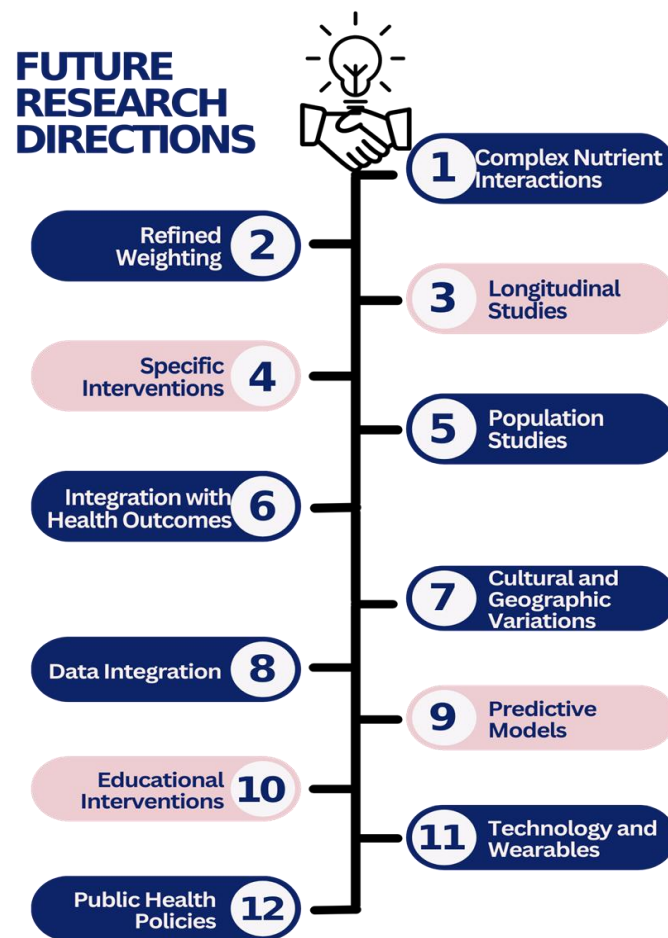 FUTURE
RESEARCH
DIRECTIONS
1
Complex Nutrient
Interactions
Refined
Weighting
2
3
Longitudinal
Studies
Specific
Interventions
4
5
Population
Studies
Integration with
Health Outcomes
6
7
Cultural and
Geographic
Variations
Data Integration
8
9
Predictive
Models
Educational
Interventions
10
11
Technology and
Wearables
Public Health
Policies
12